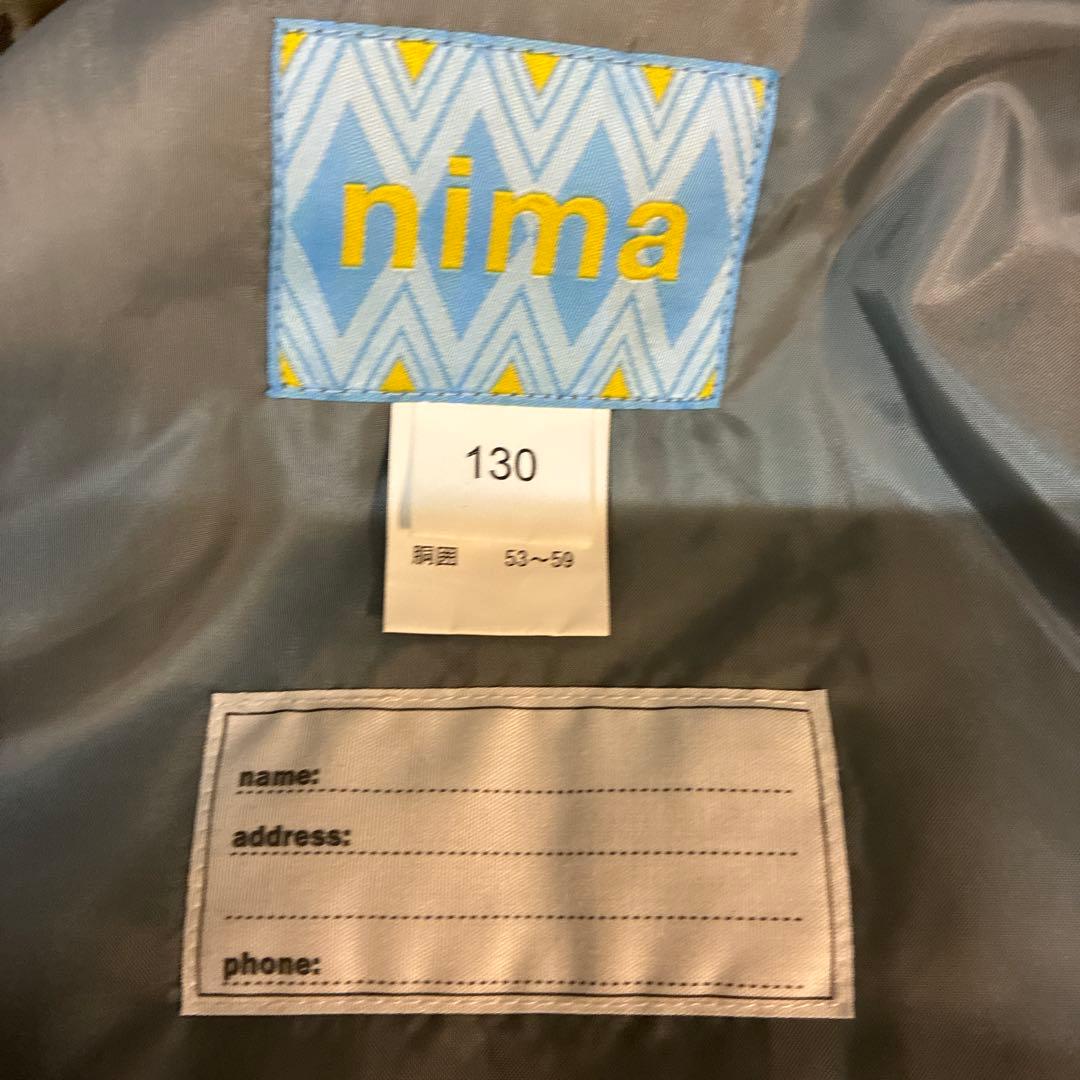 nima
130
胴囲 53～59
name:
address:
phone: